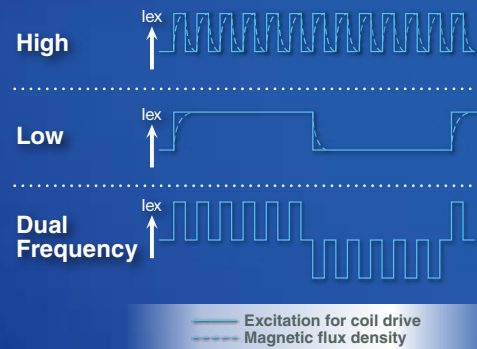 Iex
High
Iex
Low
Iex
Dual
Frequency
Excitation for coil drive
Magnetic flux density